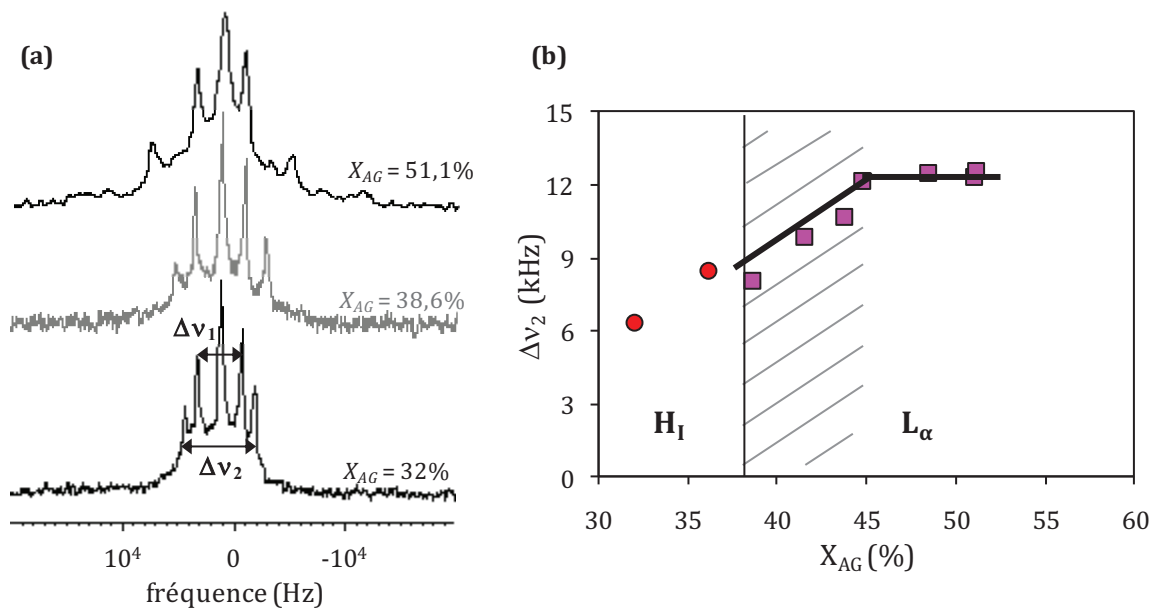 (a)
X_AG = 51,1%
X_AG = 38,6%
Δν₁
X_AG = 32%
Δν₂
10⁴ 0 -10⁴
fréquence (Hz)
(b)
Δν₂ (kHz)
15
12
9
6
3
0
H_I L_α
30 35 40 45 50 55 60
X_AG (%)